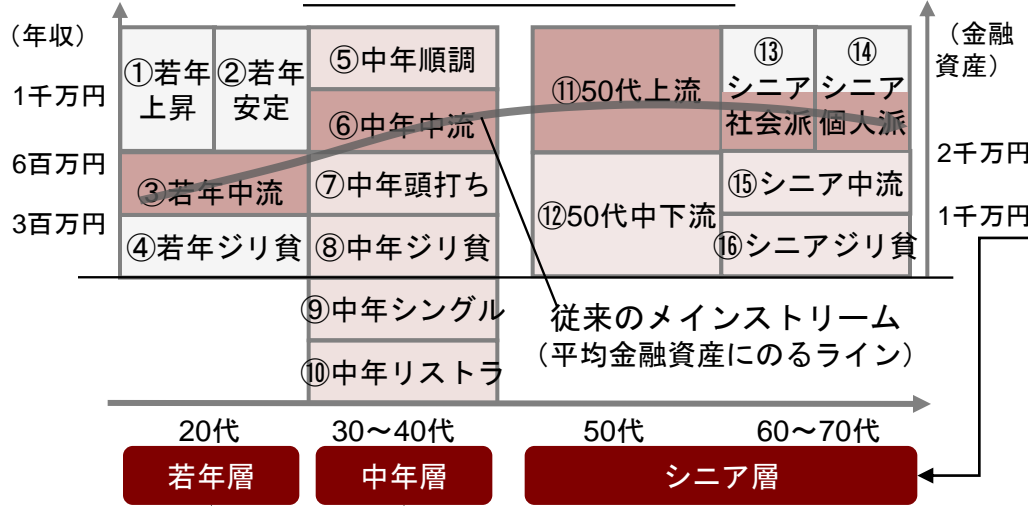 (年収)
1千万円
6百万円
3百万円
①若年
上昇
②若年
安定
③若年中流
④若年ジリ貧
⑤中年順調
⑥中年中流
⑦中年頭打ち
⑧中年ジリ貧
⑨中年シングル
⑩中年リストラ
⑪50代上流
⑫50代中下流
⑬
シニア
社会派
⑭
シニア
個人派
⑮シニア中流
⑯シニアジリ貧
(金融
資産)
2千万円
1千万円
従来のメインストリーム
(平均金融資産にのるライン)
20代
30～40代
50代
60～70代
若年層
中年層
シニア層